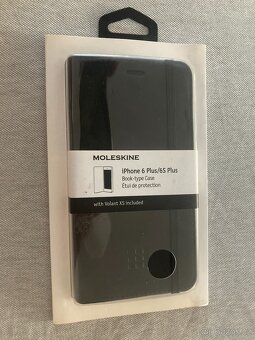 MOLESKINE
iPhone 6 Plus/6S Plus
Book-type Case
Étui de protection
with Volant XS included